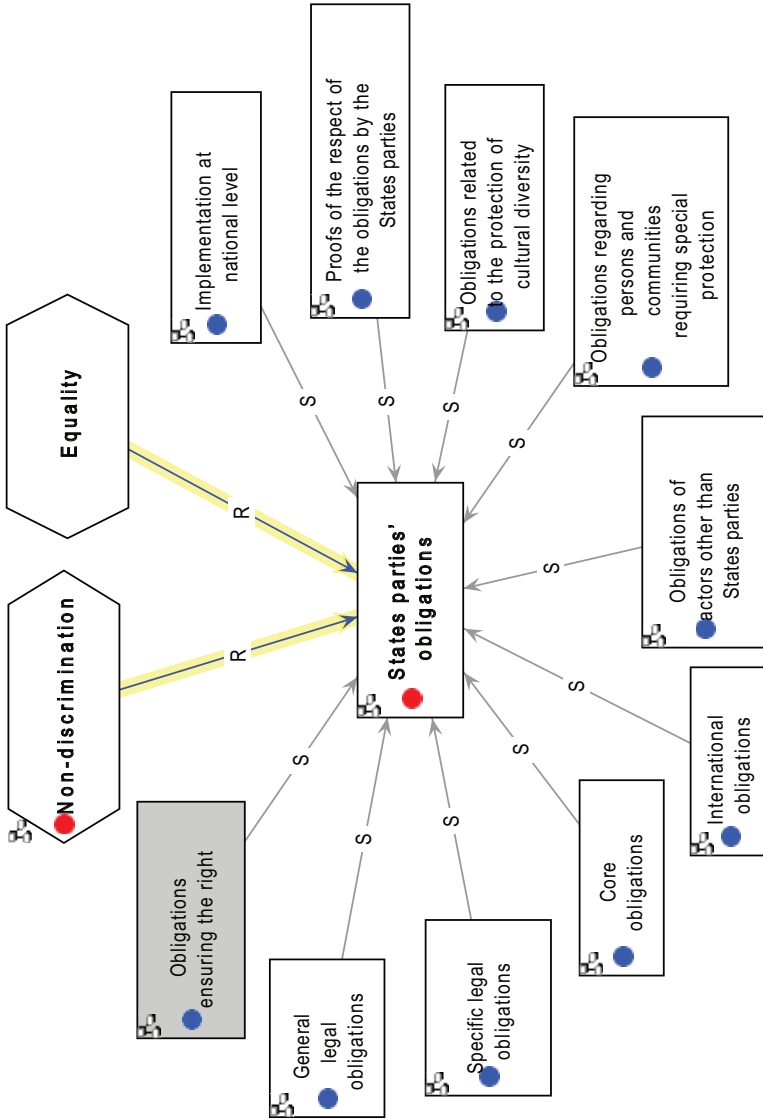 Non-discrimination
Equality
R
R
Obligations
ensuring the right
S
General
legal
obligations
S
Specific legal
obligations
S
Core
obligations
S
International
obligations
S
Obligations of
actors other than
States parties
S
Obligations regarding
persons and
communities
requiring special
protection
S
Obligations related
to the protection of
cultural diversity
S
Proofs of the respect of
the obligations by the
States parties
S
Implementation at
national level
S
States parties’
obligations